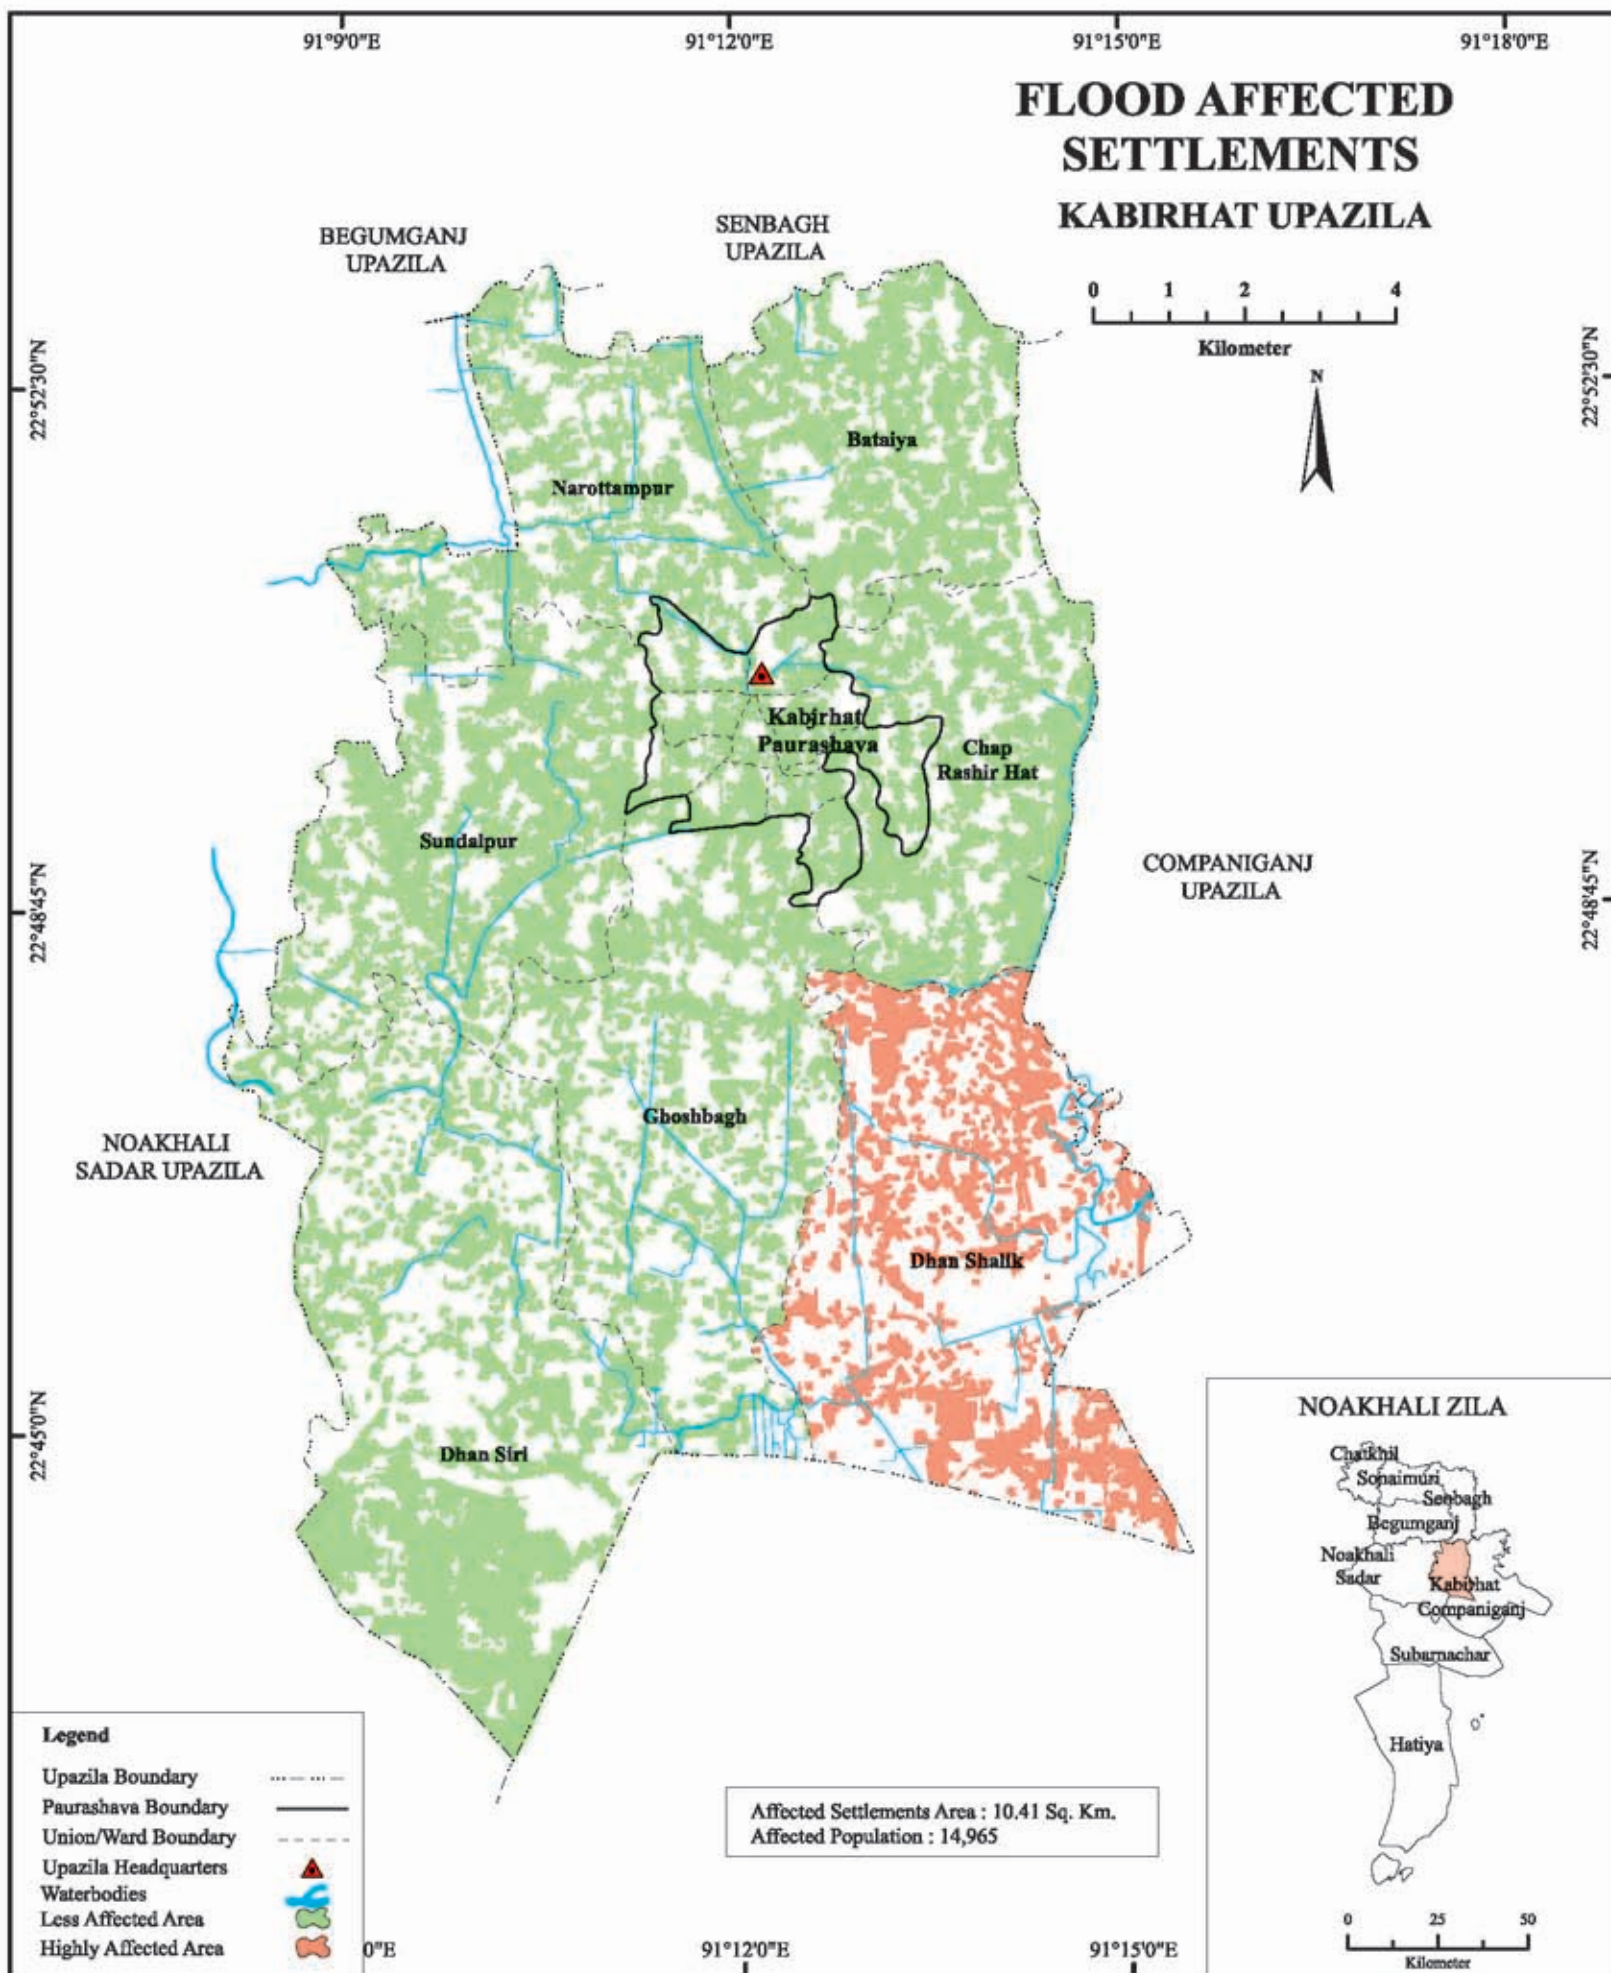 91°9'0"E
91°12'0"E
91°15'0"E
91°18'0"E
FLOOD AFFECTED
SETTLEMENTS
KABIRHAT UPAZILA
BEGUMGANJ
UPAZILA
SENBAGH
UPAZILA
0 1 2 4
Kilometer
N
22°52'30"N
22°52'30"N
Bataiya
Narottampur
Kabirhat
Paurashava
Chap
Rashir Hat
Sundalpur
COMPANIGANJ
UPAZILA
22°48'45"N
22°48'45"N
Ghoshbagh
NOAKHALI
SADAR UPAZILA
Dhan Shalik
22°45'0"N
Dhan Siri
NOAKHALI ZILA
Chatkhil
Sonaimuri
Senbagh
Begumganj
Noakhali
Sadar
Kabirhat
Companiganj
Subarnachar
Hatiya
0 25 50
Kilometer
Legend
Upazila Boundary
Paurashava Boundary
Union/Ward Boundary
Upazila Headquarters
Waterbodies
Less Affected Area
Highly Affected Area
Affected Settlements Area : 10.41 Sq. Km.
Affected Population : 14,965
0"E
91°12'0"E
91°15'0"E